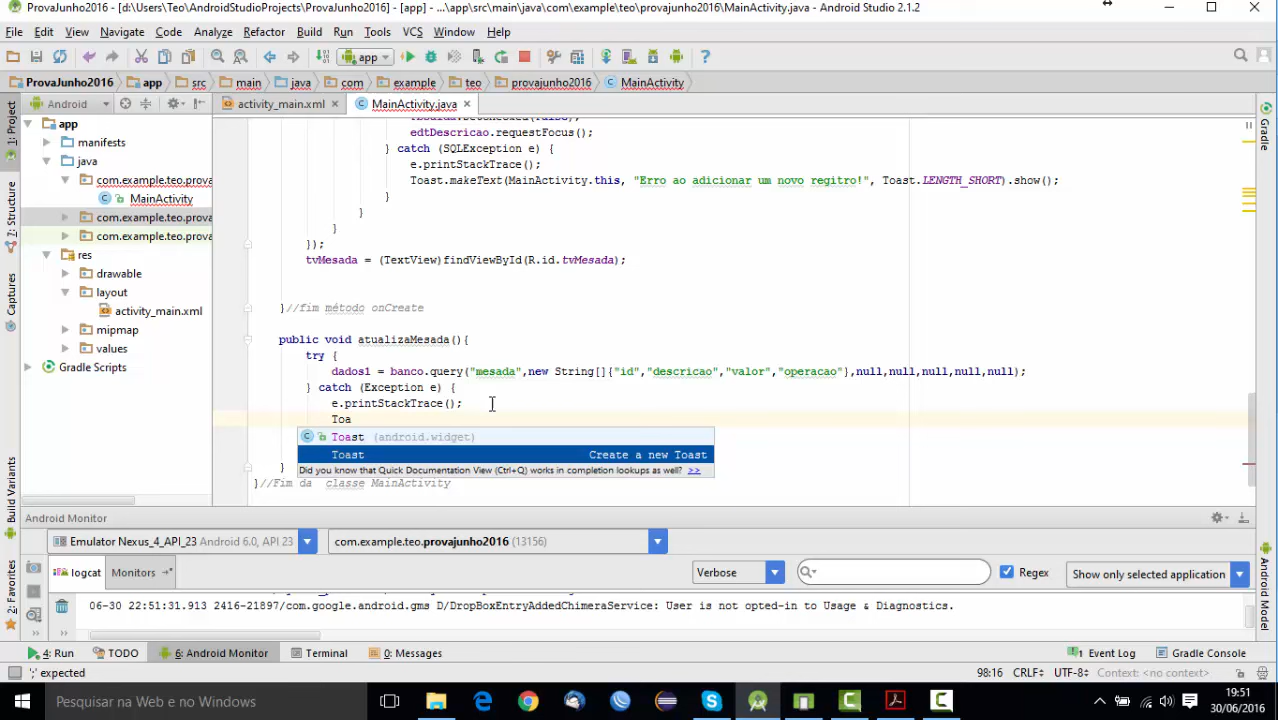 ProvaJunho2016 - [d:\Users\Teo\AndroidStudioProjects\ProvaJunho2016] - [app] - ...\app\src\main\java\com\example\teo\provajunho2016\MainActivity.java - Android Studio 2.1.2
File Edit View Navigate Code Analyze Refactor Build Run Tools VCS Window Help
app
ProvaJunho2016 app src main java com example teo provajunho2016 MainActivity
1: Project
7: Structure
Captures
Build Variants
2: Favorites
Android
app
manifests
java
com.example.teo.prova
MainActivity
com.example.teo.prova
com.example.teo.prova
res
drawable
layout
activity_main.xml
mipmap
values
Gradle Scripts
activity_main.xml MainActivity.java
edtDescricao.requestFocus();
} catch (SQLException e) {
e.printStackTrace();
Toast.makeText(MainActivity.this, "Erro ao adicionar um novo regitro!", Toast.LENGTH_SHORT).show();
}
}
}
});
tvMesada = (TextView)findViewById(R.id.tvMesada);
}//fim método onCreate
public void atualizaMesada(){
try {
dados1 = banco.query("mesada",new String[]{"id","descricao","valor","operacao"},null,null,null,null,null);
} catch (Exception e) {
e.printStackTrace();
Toa
Toast (android.widget)
Toast Create a new Toast
Did you know that Quick Documentation View (Ctrl+Q) works in completion lookups as well? >>
}
}//Fim da classe MainActivity
Gradle
Android Model
Android Monitor
Emulator Nexus_4_API_23 Android 6.0, API 23 com.example.teo.provajunho2016 (13156)
logcat Monitors Verbose Regex Show only selected application
06-30 22:51:31.913 2416-21897/com.google.android.gms D/DropBoxEntryAddedChimeraService: User is not opted-in to Usage & Diagnostics.
4: Run TODO 6: Android Monitor Terminal 0: Messages 1 Event Log Gradle Console
';' expected 98:16 CRLF UTF-8 Context: <no context>
Pesquisar na Web e no Windows
19:51
30/06/2016